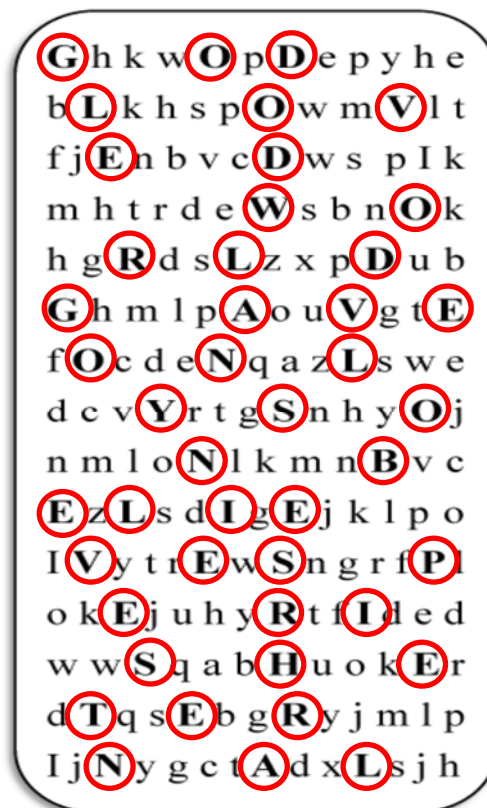 G h k w O p D e p y h e
b L k h s p O w m V l t
f j E n b v c D w s p I k
m h t r d e W s b n O k
h g R d s L z x p D u b
G h m l p A o u V g t E
f O c d e N q a z L s w e
d c v Y r t g S n h y O j
n m l o N l k m n B v c
E z L s d I g E j k l p o
I V y t r E w S n g r f P l
o k E j u h y R t f I d e d
w w S q a b H u o k E r
d T q s E b g R y j m l p
I j N y g c t A d x L s j h